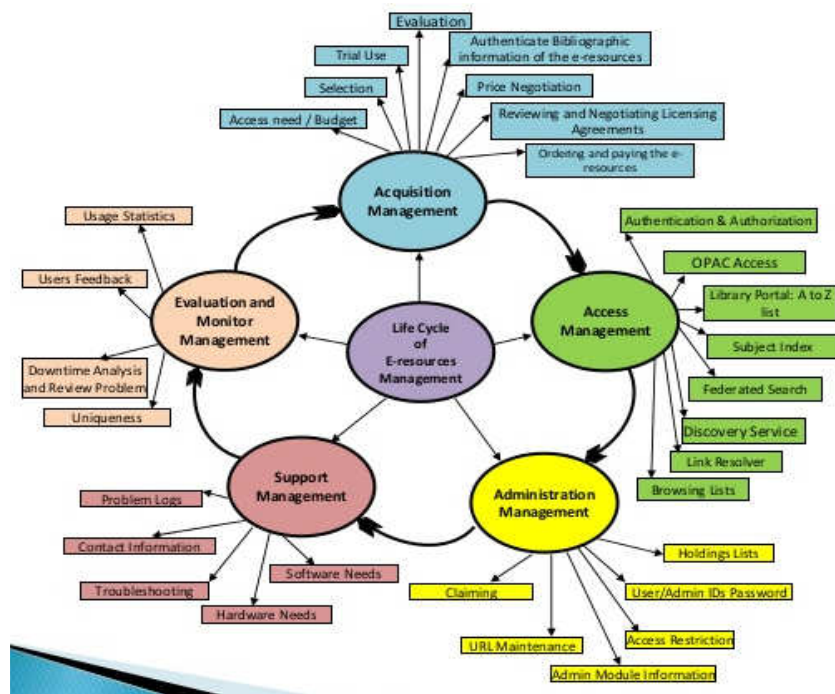 Evaluation
Authenticate Bibliographic
information of the e-resources
Trial Use
Selection
Price Negotiation
Access need / Budget
Reviewing and Negotiating Licensing
Agreements
Ordering and paying the e-
resources
Acquisition
Management
Usage Statistics
Users Feedback
Evaluation and
Monitor
Management
Downtime Analysis
and Review Problem
Uniqueness
Life Cycle
of
E-resources
Management
Access
Management
Authentication & Authorization
OPAC Access
Library Portal: A to Z
list
Subject Index
Federated Search
Discovery Service
Link Resolver
Browsing Lists
Support
Management
Problem Logs
Contact Information
Troubleshooting
Hardware Needs
Software Needs
Administration
Management
Holdings Lists
User/Admin IDs Password
Access Restriction
Admin Module Information
URL Maintenance
Claiming